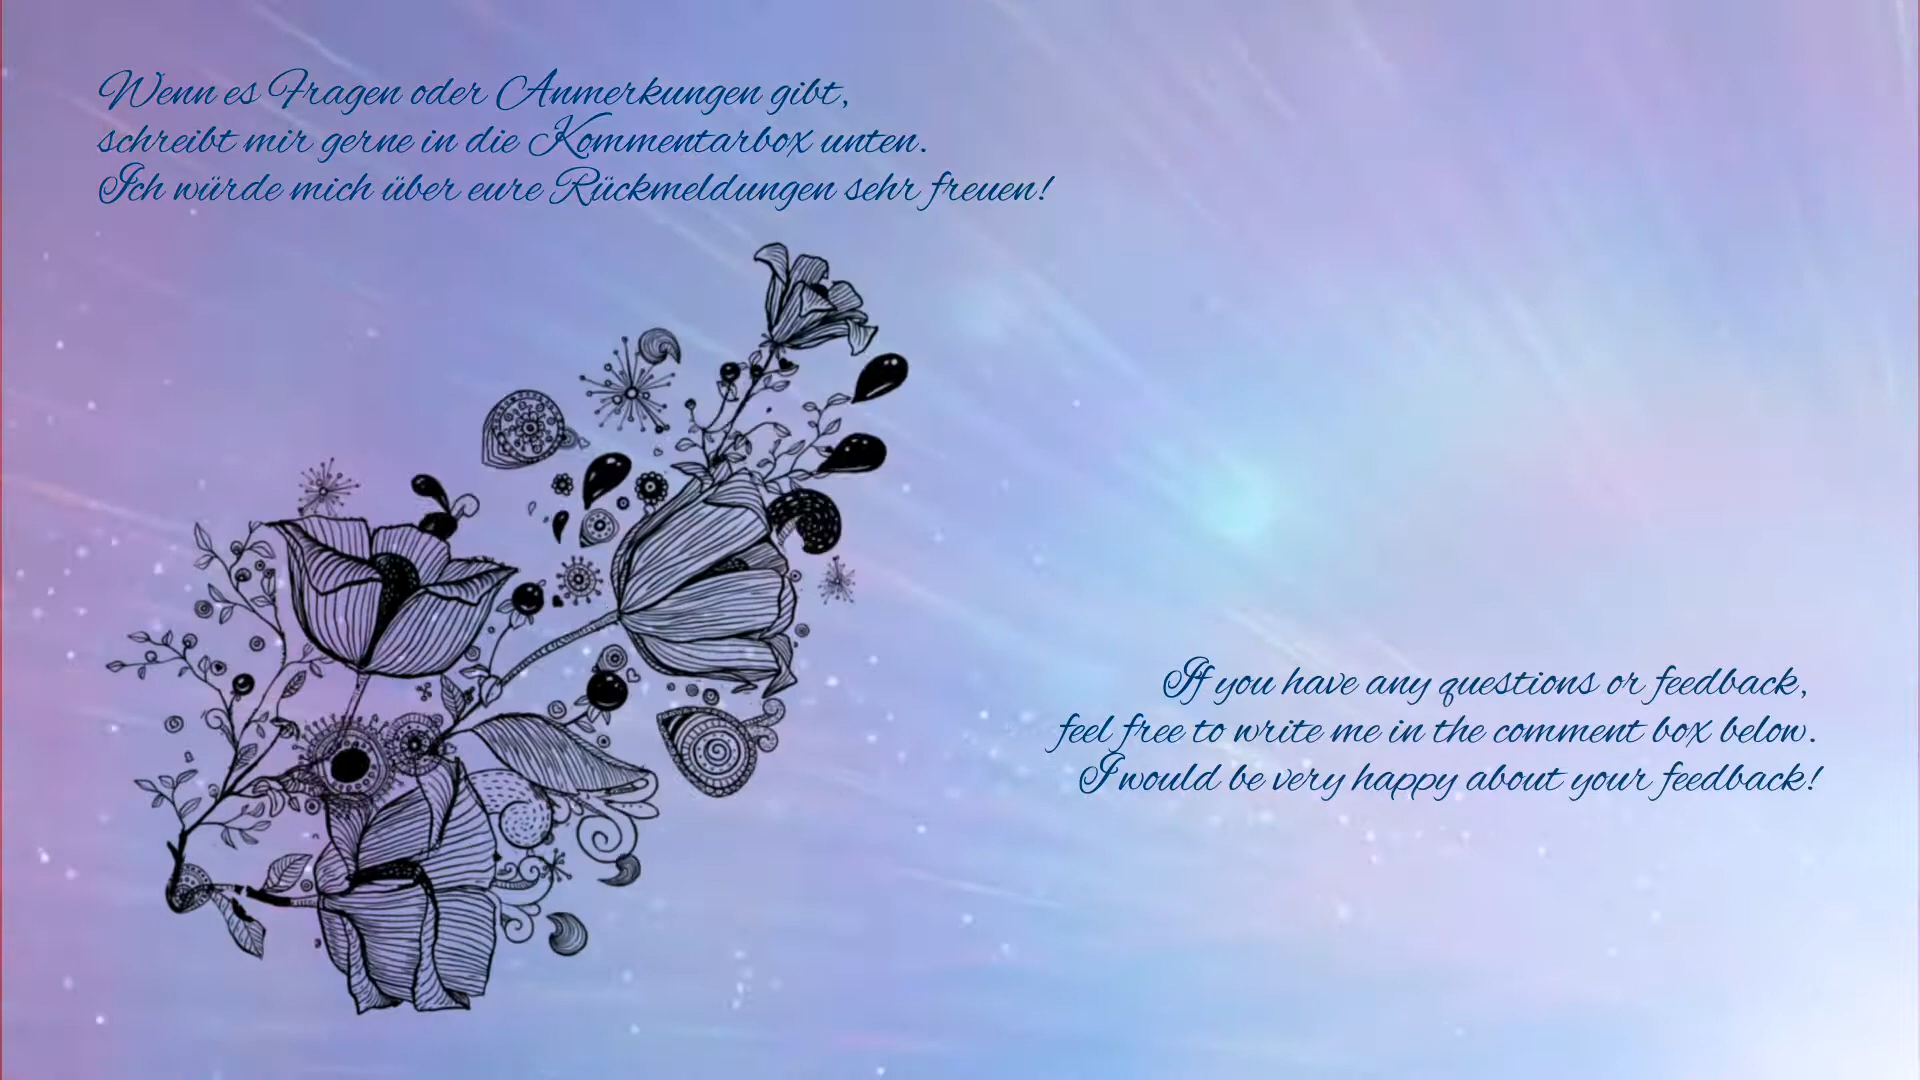 Wenn es Fragen oder Anmerkungen gibt,
schreibt mir gerne in die Kommentarbox unten.
Ich würde mich über eure Rückmeldungen sehr freuen!
If you have any questions or feedback,
feel free to write me in the comment box below.
I would be very happy about your feedback!